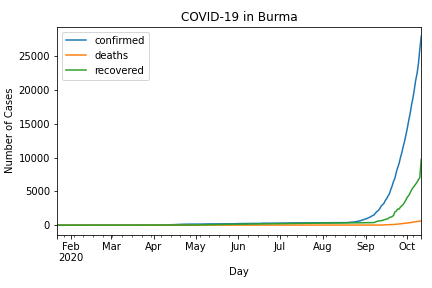 COVID-19 in Burma
confirmed
deaths
recovered
Number of Cases
25000
20000
15000
10000
5000
0
Feb Mar Apr May Jun Jul Aug Sep Oct
2020
Day